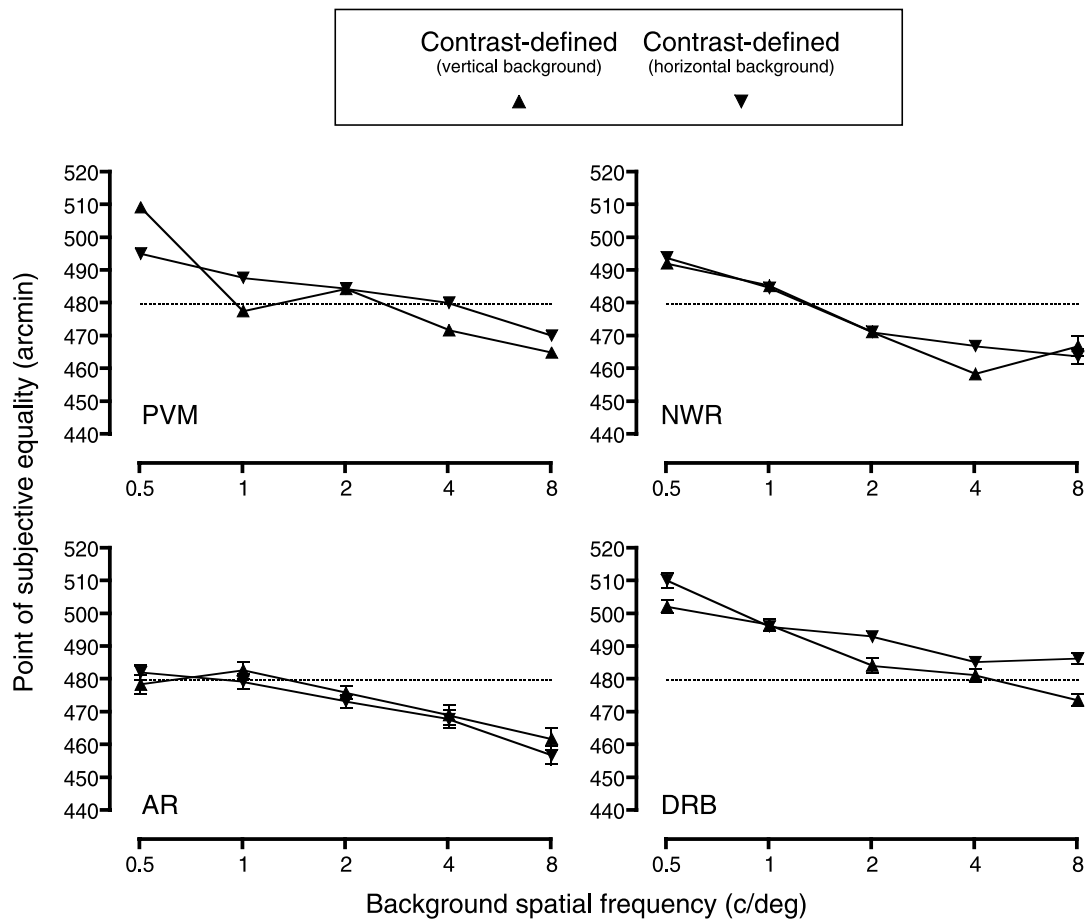 Contrast-defined Contrast-defined
(vertical background) (horizontal background)
520 520
510 510
500 500
490 490
480 480
470 470
460 460
450 450
440 440
PVM NWR
0.5 1 2 4 8 0.5 1 2 4 8
520 520
510 510
500 500
490 490
480 480
470 470
460 460
450 450
440 440
AR DRB
0.5 1 2 4 8 0.5 1 2 4 8
Point of subjective equality (arcmin)
Background spatial frequency (c/deg)